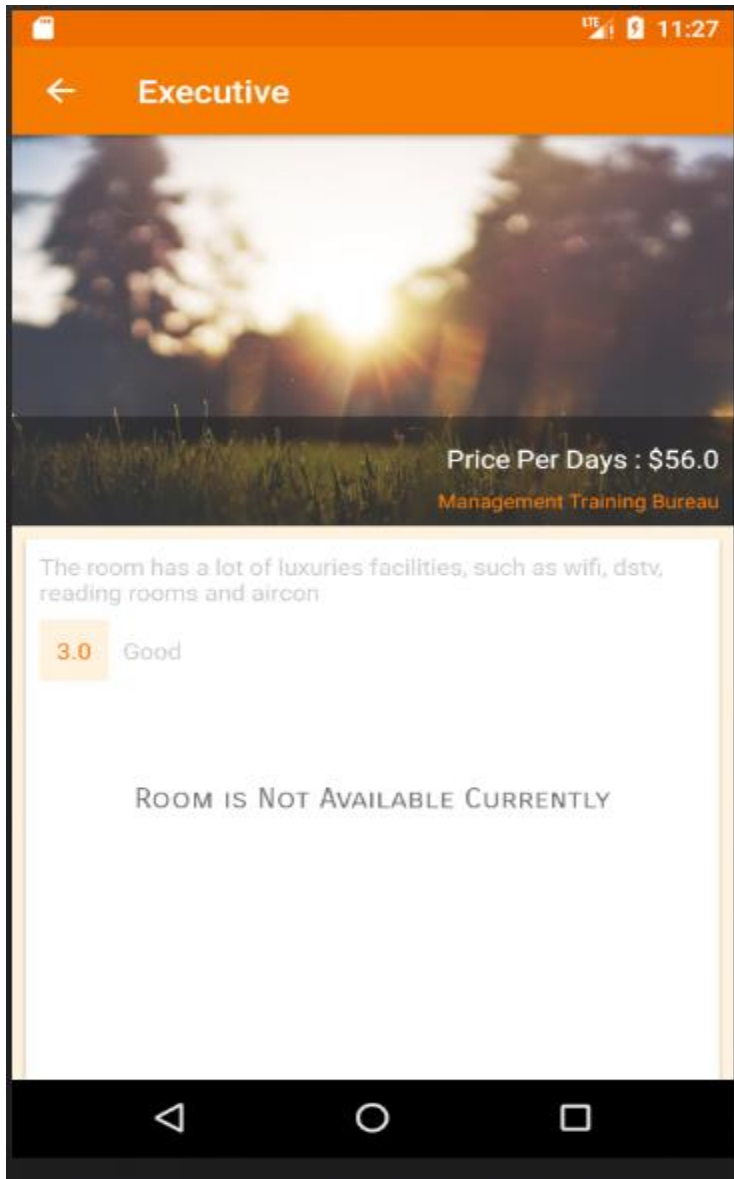 LTE 11:27
Executive
Price Per Days : $56.0
Management Training Bureau
The room has a lot of luxuries facilities, such as wifi, dstv,
reading rooms and aircon
3.0 Good
Room is Not Available Currently